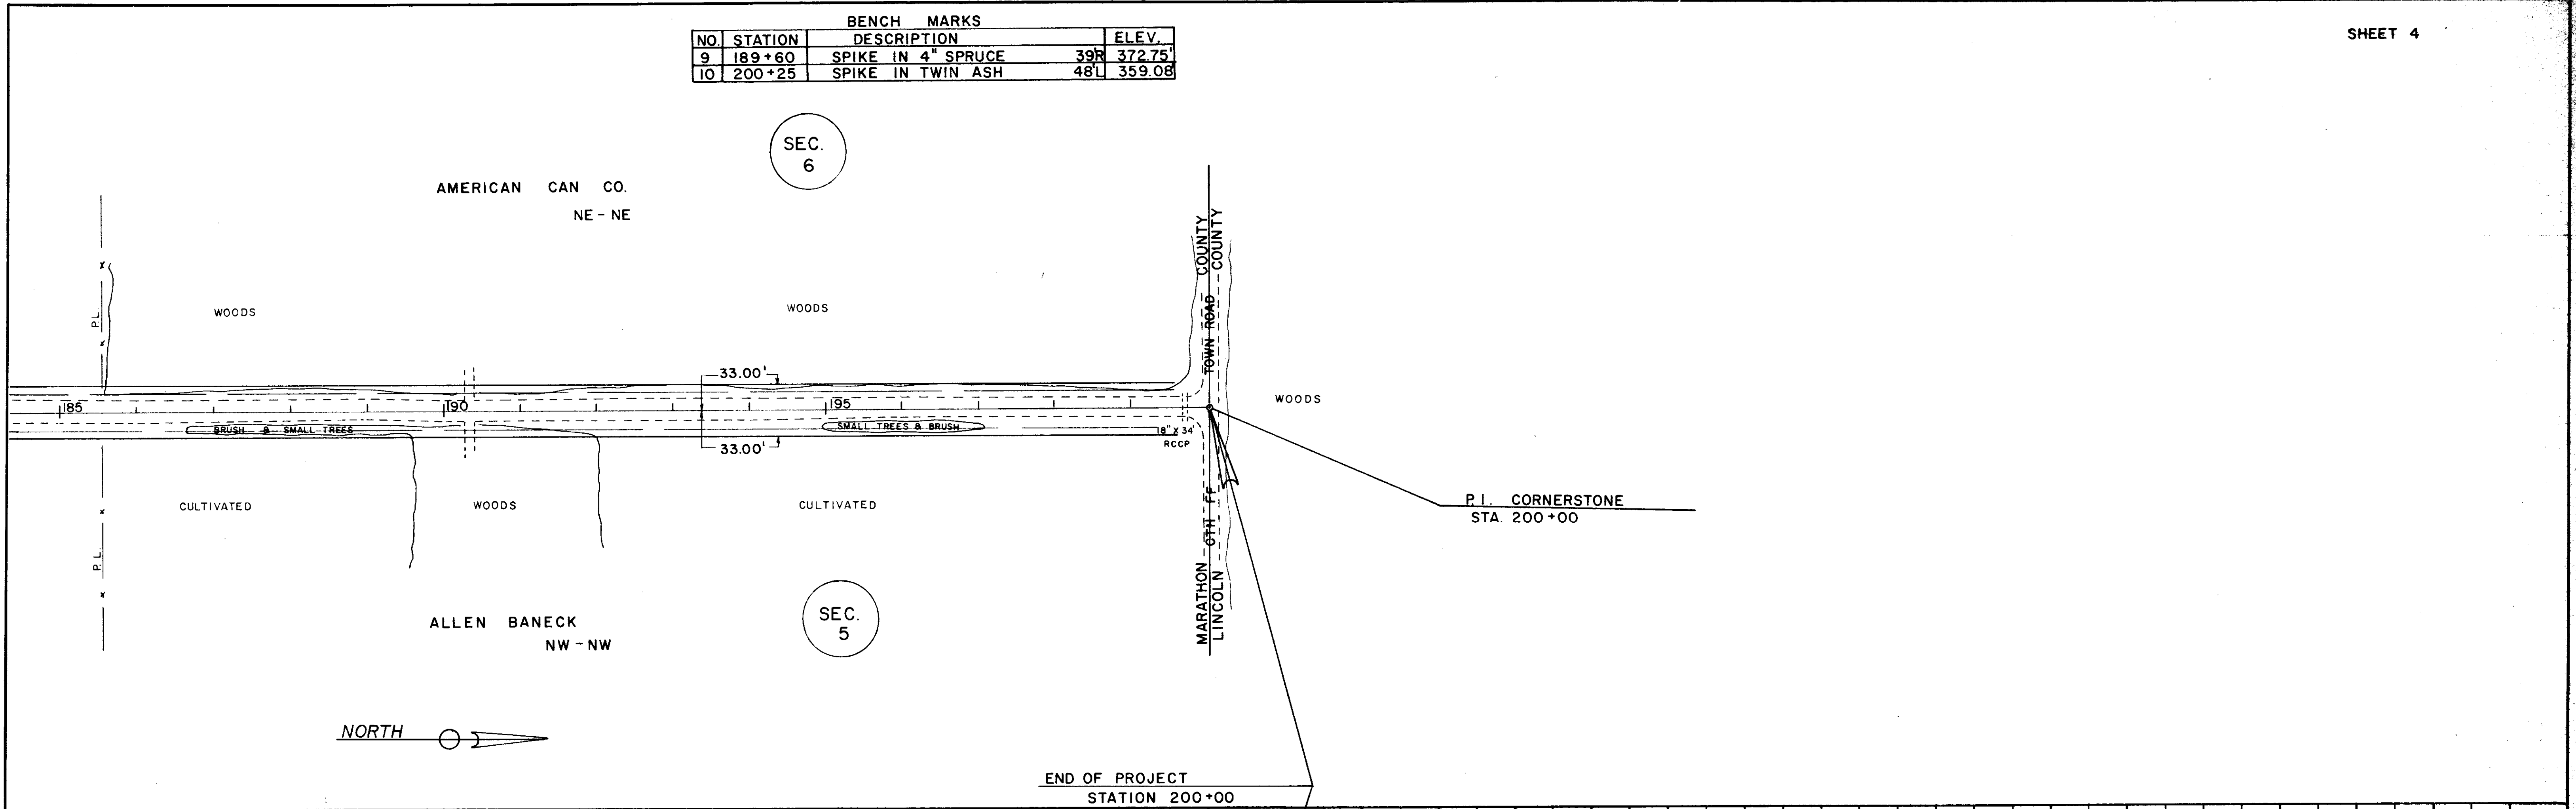 SHEET 4
BENCH MARKS
NO. STATION DESCRIPTION ELEV.
9 189+60 SPIKE IN 4" SPRUCE 39'R 372.75'
10 200+25 SPIKE IN TWIN ASH 48'L 359.08'
SEC.
6
AMERICAN CAN CO.
NE - NE
COUNTY
COUNTY
WOODS
WOODS
P.L.
TOWN ROAD
33.00'
185
190
195
WOODS
BRUSH & SMALL TREES
SMALL TREES & BRUSH
18" X 34'
RCCP
33.00'
CULTIVATED
WOODS
CULTIVATED
CTH FF
P.I. CORNERSTONE
STA. 200+00
P.L.
MARATHON
LINCOLN
ALLEN BANECK
NW - NW
SEC.
5
NORTH
END OF PROJECT
STATION 200+00